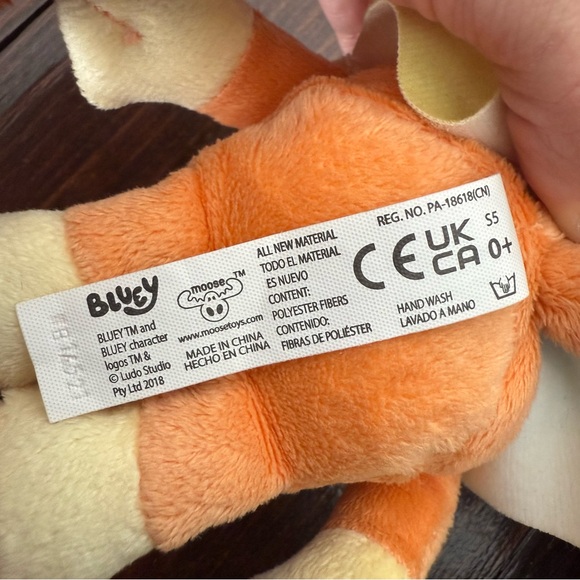 BLUEY
BLUEY TM and
BLUEY character
logos TM &
© Ludo Studio
Pty Ltd 2018
moose TM
www.moosetoys.com
MADE IN CHINA
HECHO EN CHINA
ALL NEW MATERIAL
TODO EL MATERIAL
ES NUEVO
CONTENT:
POLYESTER FIBERS
CONTENIDO:
FIBRAS DE POLIÉSTER
REG. NO. PA-18618(CN)
CE
UK
CA
S5
0+
HAND WASH
LAVADO A MANO